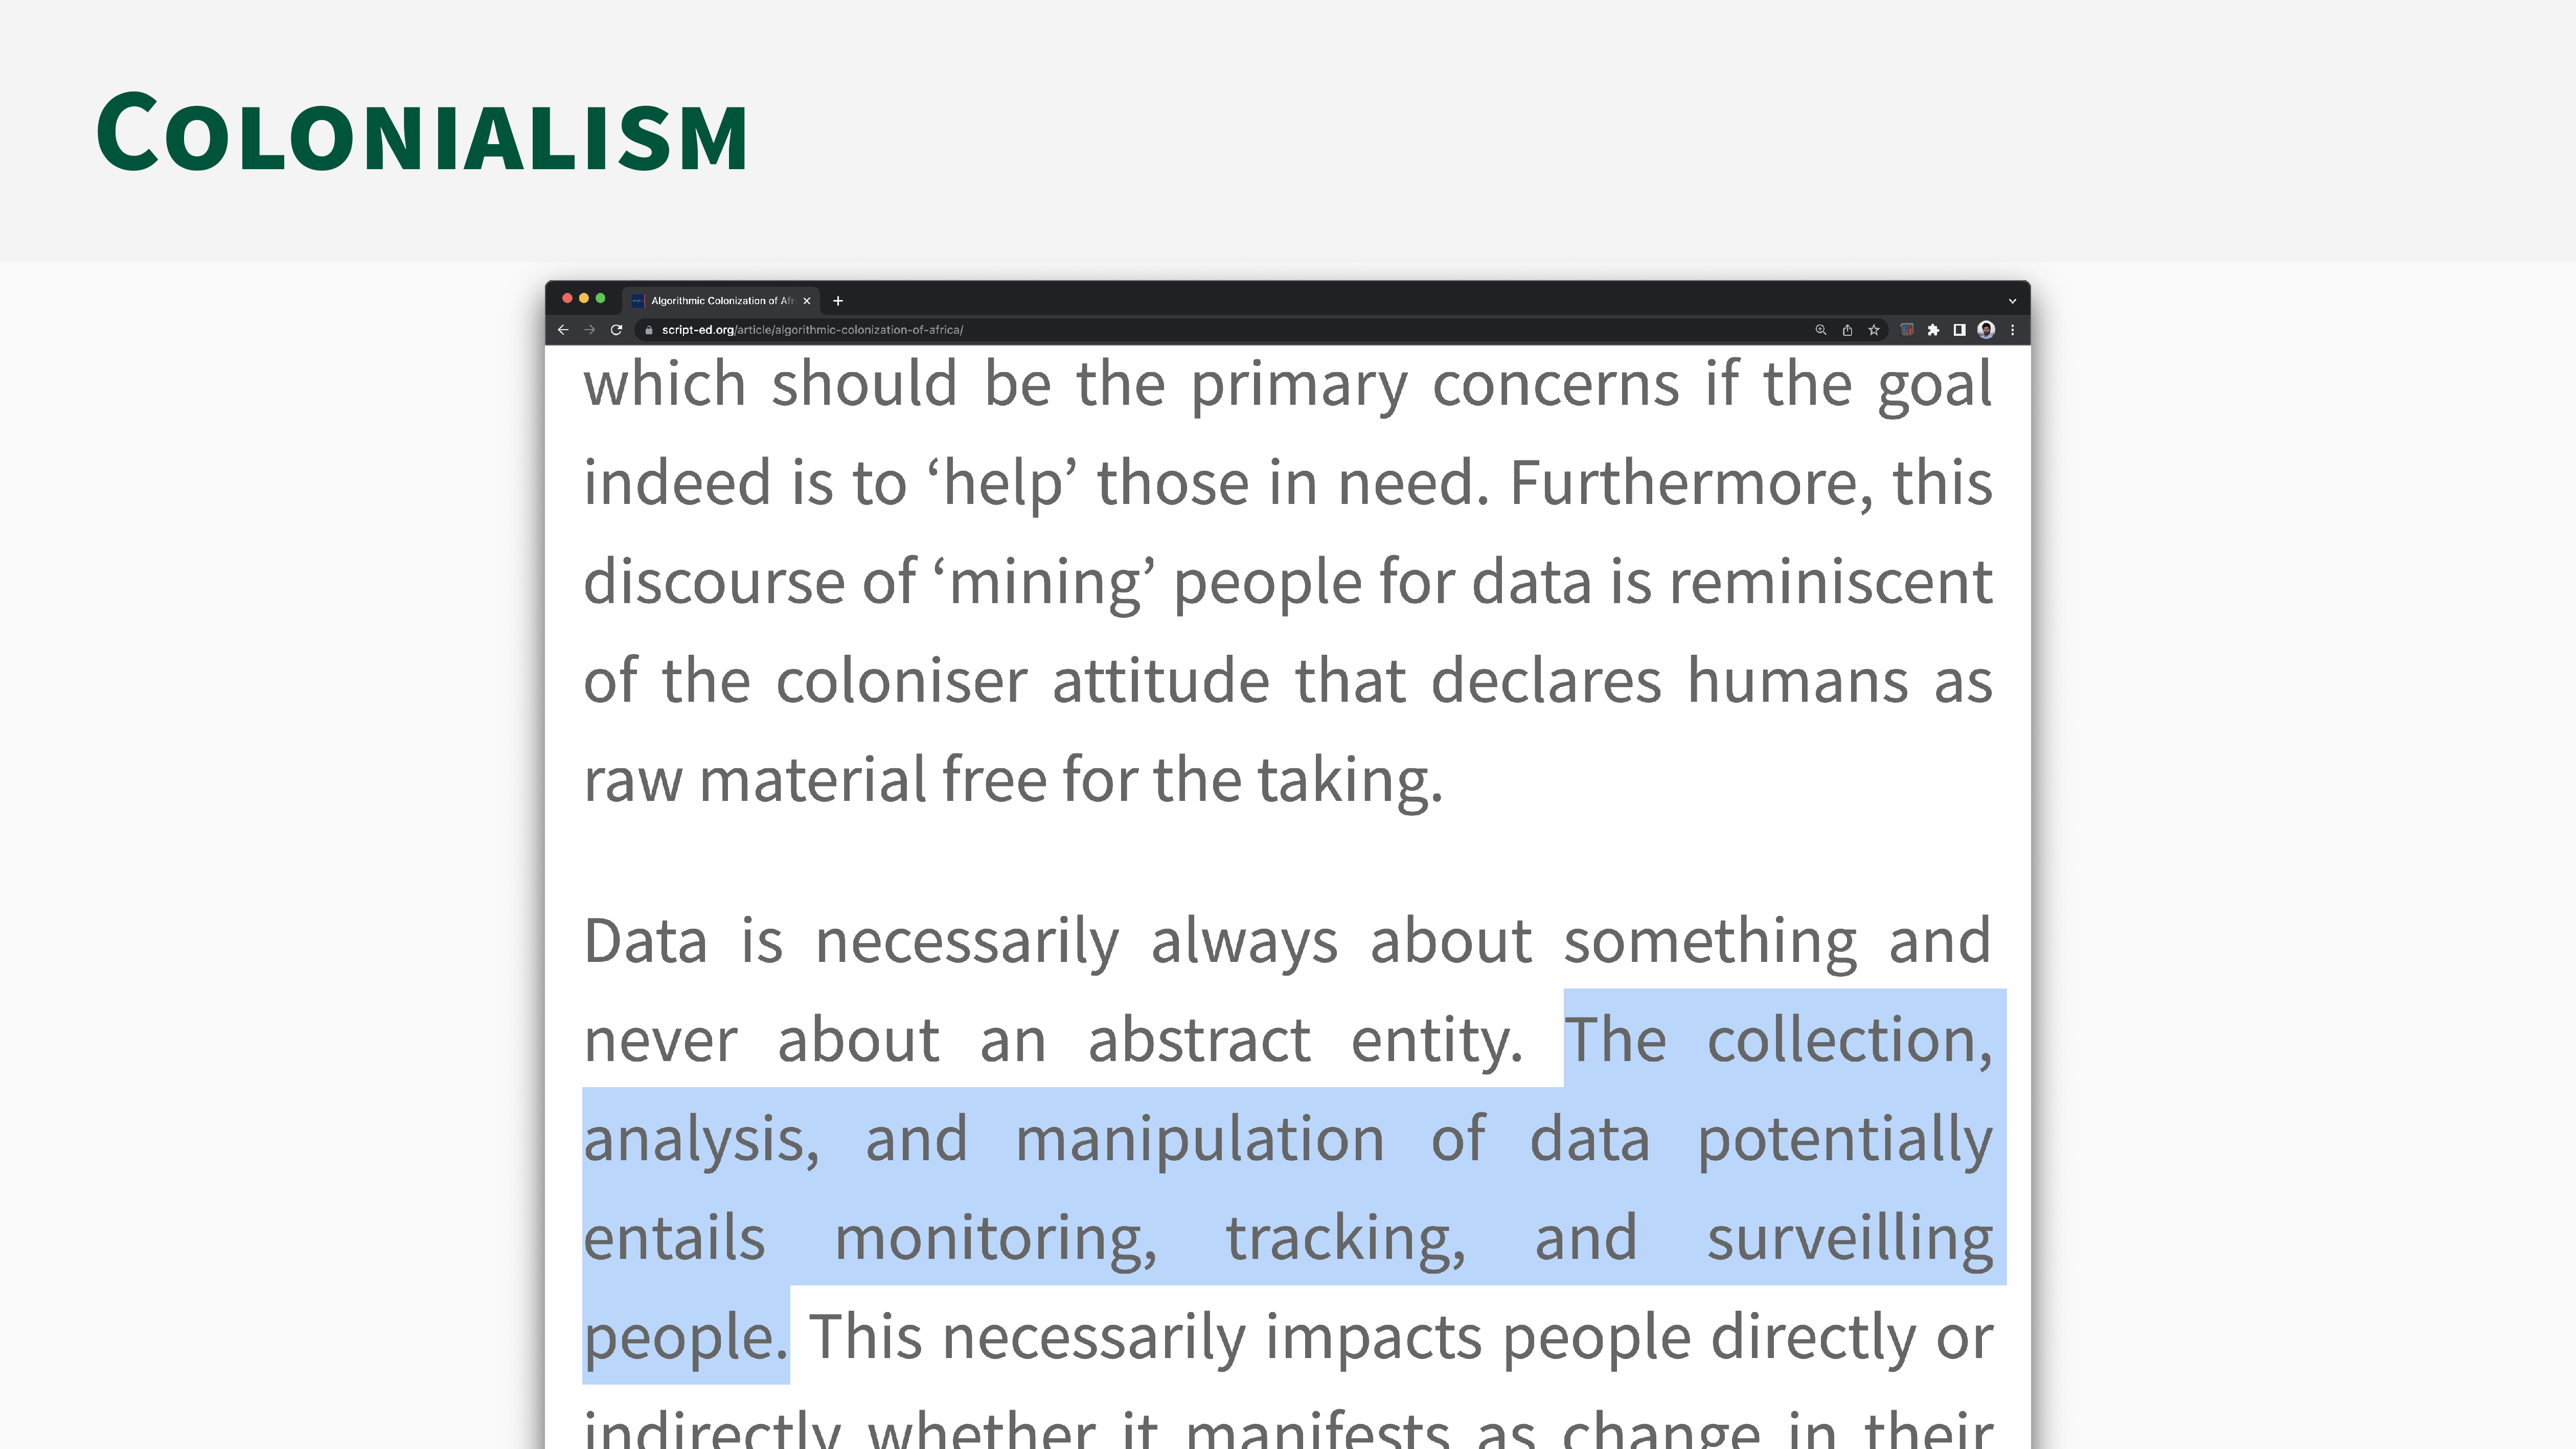 Colonialism
Algorithmic Colonization of Afr
script-ed.org/article/algorithmic-colonization-of-africa/
which should be the primary concerns if the goal
indeed is to ‘help’ those in need. Furthermore, this
discourse of ‘mining’ people for data is reminiscent
of the coloniser attitude that declares humans as
raw material free for the taking.
Data is necessarily always about something and
never about an abstract entity. The collection,
analysis, and manipulation of data potentially
entails monitoring, tracking, and surveilling
people. This necessarily impacts people directly or
indirectly whether it manifests as change in their